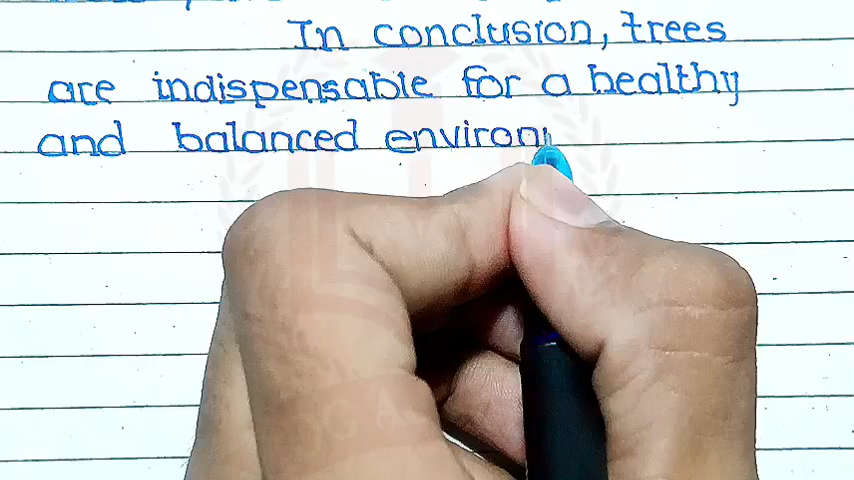 In conclusion, trees
are indispensable for a healthy
and balanced environ